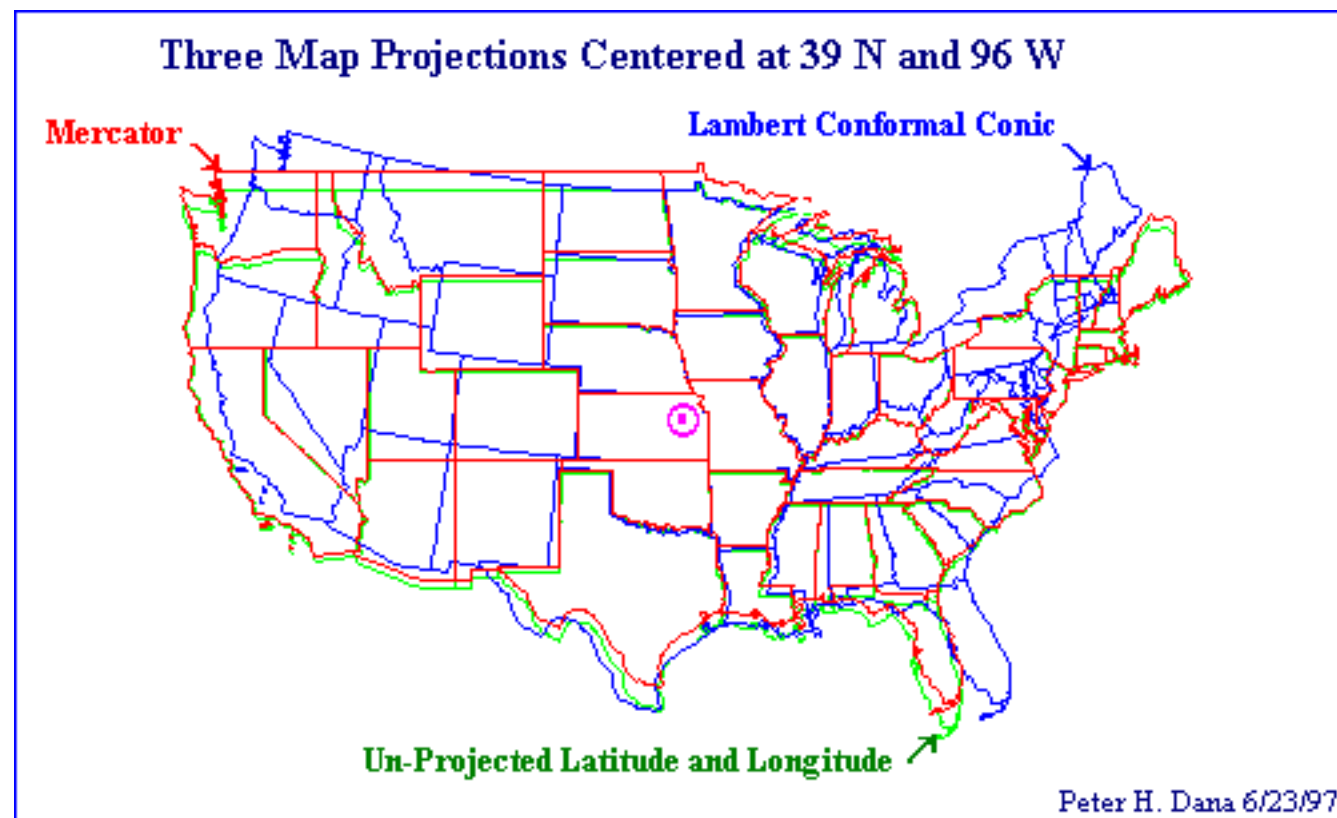 Three Map Projections Centered at 39 N and 96 W
Mercator
Lambert Conformal Conic
Un-Projected Latitude and Longitude
Peter H. Dana 6/23/97